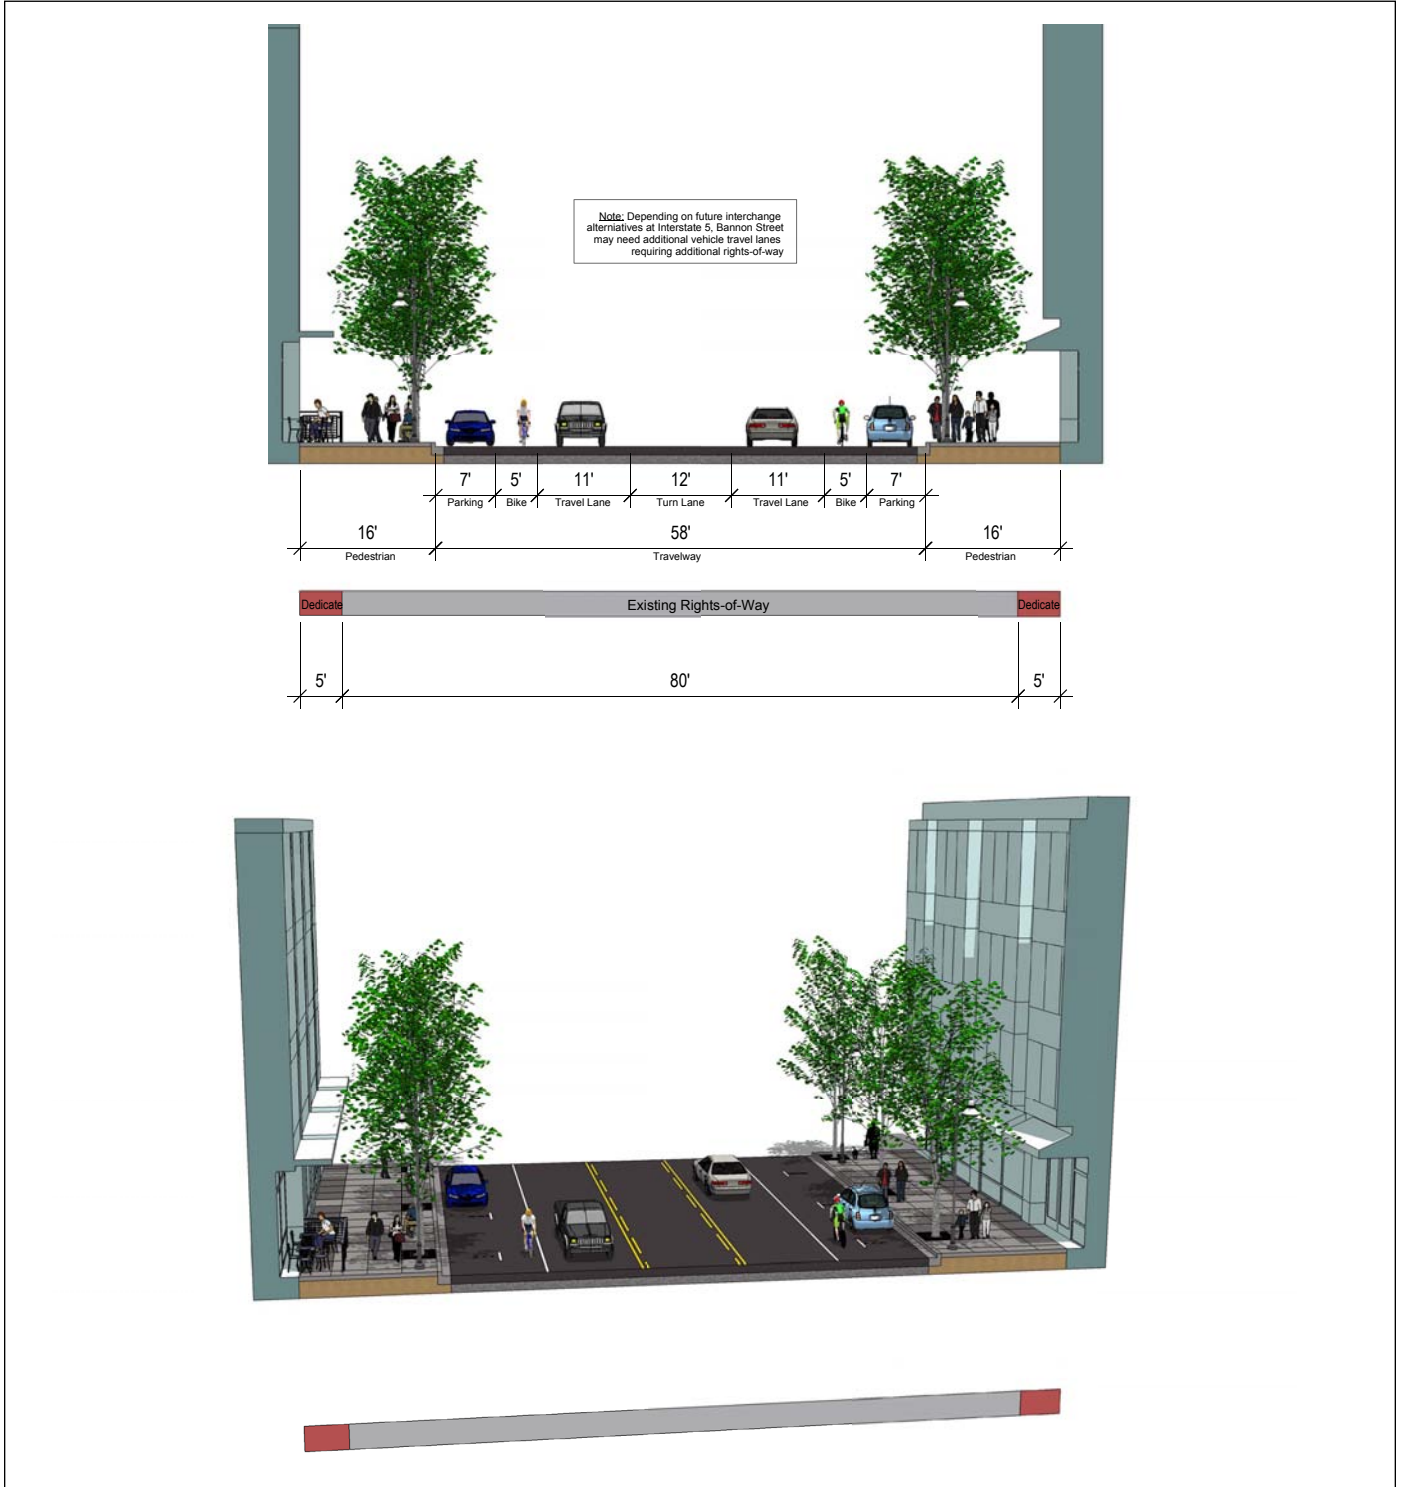 Note: Depending on future interchange
alterniatives at Interstate 5, Bannon Street
may need additional vehicle travel lanes
requiring additional rights-of-way
7' 5' 11' 12' 11' 5' 7'
Parking Bike Travel Lane Turn Lane Travel Lane Bike Parking
16' 58' 16'
Pedestrian Travelway Pedestrian
Dedicate Existing Rights-of-Way Dedicate
5' 80' 5'